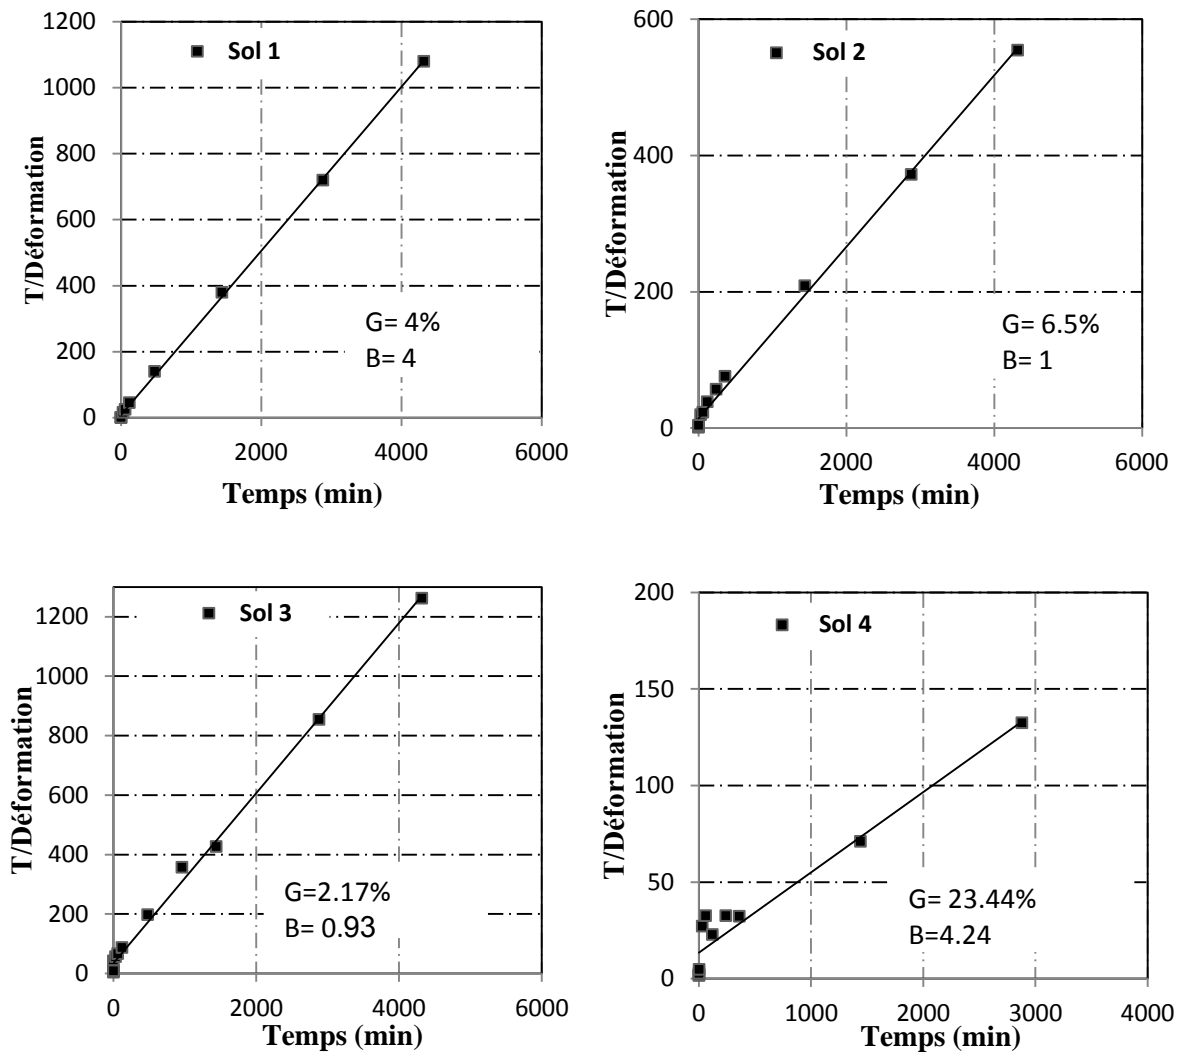 Sol 1
T/Déformation
1200
1000
800
600
400
200
0
G= 4%
B= 4
0 2000 4000 6000
Temps (min)
Sol 2
T/Déformation
600
400
200
0
G= 6.5%
B= 1
0 2000 4000 6000
Temps (min)
Sol 3
T/Déformation
1200
1000
800
600
400
200
0
G=2.17%
B= 0.93
0 2000 4000 6000
Temps (min)
Sol 4
T/Déformation
200
150
100
50
0
G= 23.44%
B=4.24
0 1000 2000 3000 4000
Temps (min)